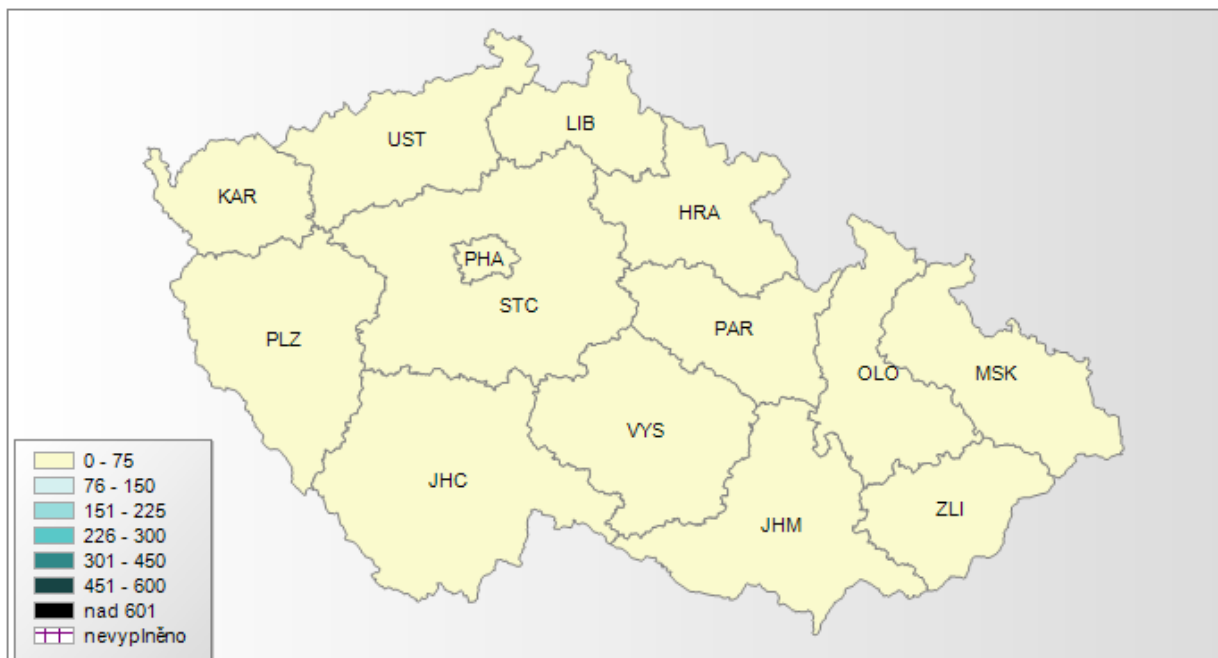 UST
LIB
KAR
HRA
PHA
STC
PLZ
PAR
OLO
MSK
VYS
JHC
JHM
ZLI
0 - 75
76 - 150
151 - 225
226 - 300
301 - 450
451 - 600
nad 601
nevyplněno